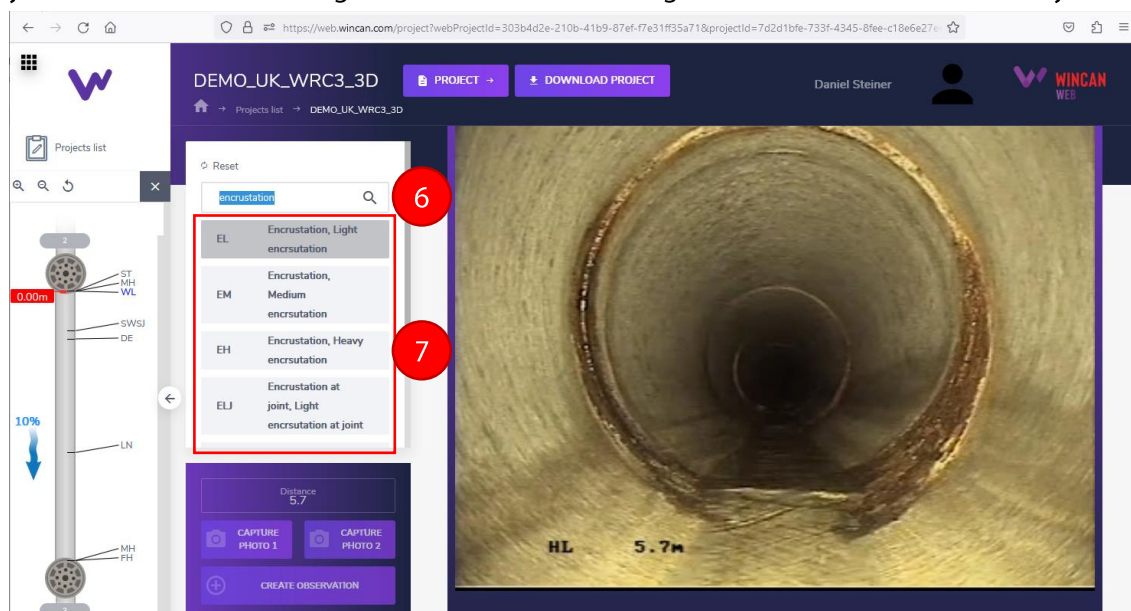 https://web.wincan.com/project?webProjectId=303b4d2e-210b-41b9-87ef-f7e31ff35a71&projectId=7d2d1bfe-733f-4345-8fee-c18e6e27e
DEMO_UK_WRC3_3D
PROJECT →
DOWNLOAD PROJECT
Daniel Steiner
WINCAN
WEB
→ Projects list → DEMO_UK_WRC3_3D
Projects list
Reset
encrustation
6
EL
Encrustation, Light
encrsutation
EM
Encrustation,
Medium
encrsutation
EH
Encrustation, Heavy
encrsutation
7
ELJ
Encrustation at
joint, Light
encrsutation at joint
2
ST
MH
WL
0.00m
SWSJ
DE
10%
LN
MH
FH
3
Distance
5.7
CAPTURE
PHOTO 1
CAPTURE
PHOTO 2
CREATE OBSERVATION
HL 5.7m